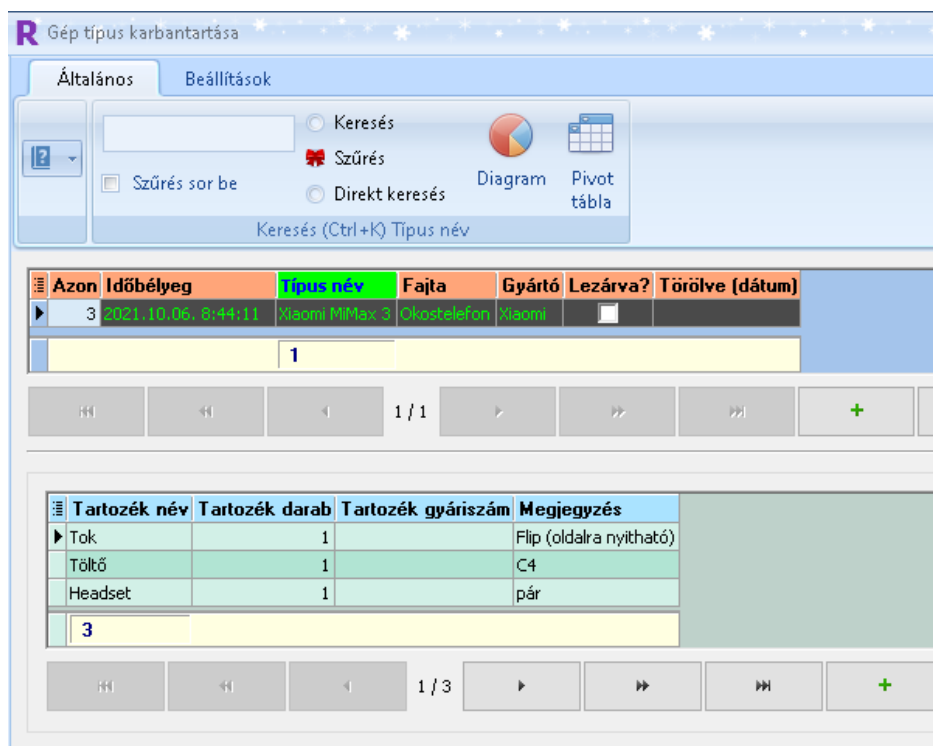 R Gép típus karbantartása
Általános Beállítások
Keresés
Szűrés
Szűrés sor be
Direkt keresés
Diagram
Pivot tábla
Keresés (Ctrl+K) Típus név
Azon Időbélyeg Típus név Fajta Gyártó Lezárva? Törölve (dátum)
3 2021.10.06. 8:44:11 Xiaomi MiMax 3 Okostelefon Xiaomi
1
1 / 1
+
Tartozék név Tartozék darab Tartozék gyáriszám Megjegyzés
Tok 1 Flip (oldalra nyitható)
Töltő 1 C4
Headset 1 pár
3
1 / 3
+